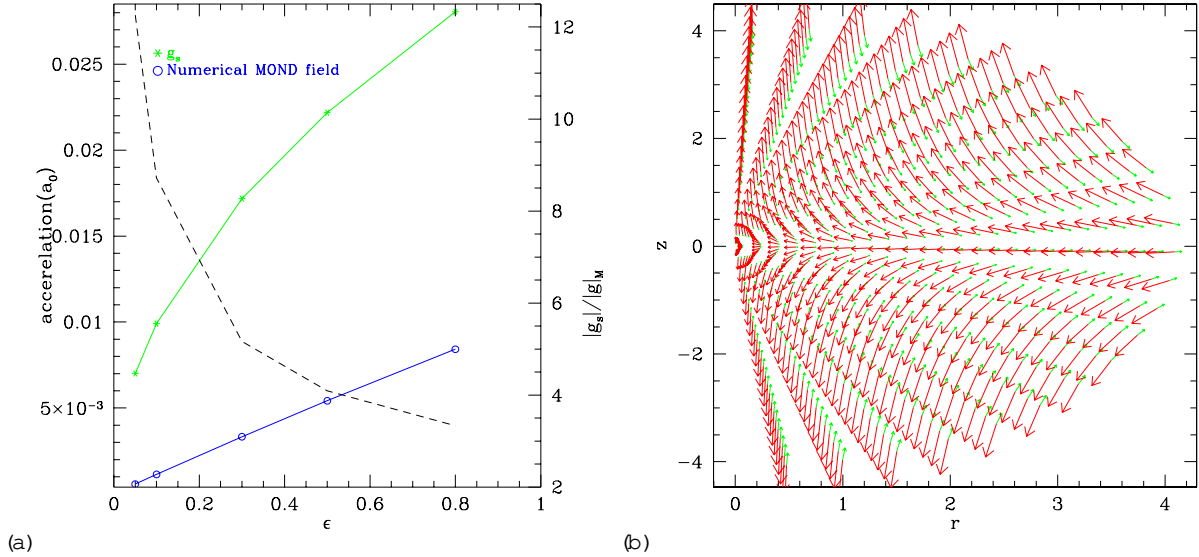 g_s
Numerical MOND field
0.025
0.02
0.015
0.01
5×10⁻³
accerelation(a₀)
0 0.2 0.4 0.6 0.8 1
ϵ
12
10
8
6
4
2
|g_s|/|g|_M
(a)
4
2
0
−2
−4
z
0 1 2 3 4
r
(b)